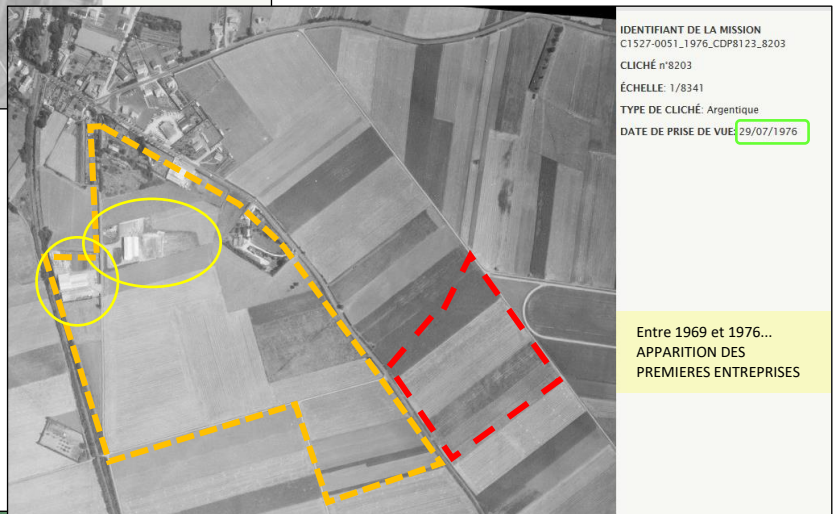 IDENTIFIANT DE LA MISSION
C1527-0051_1976_CDP8123_8203
CLICHÉ n°8203
ÉCHELLE: 1/8341
TYPE DE CLICHÉ: Argentique
DATE DE PRISE DE VUE: 29/07/1976
Entre 1969 et 1976...
APPARITION DES
PREMIERES ENTREPRISES